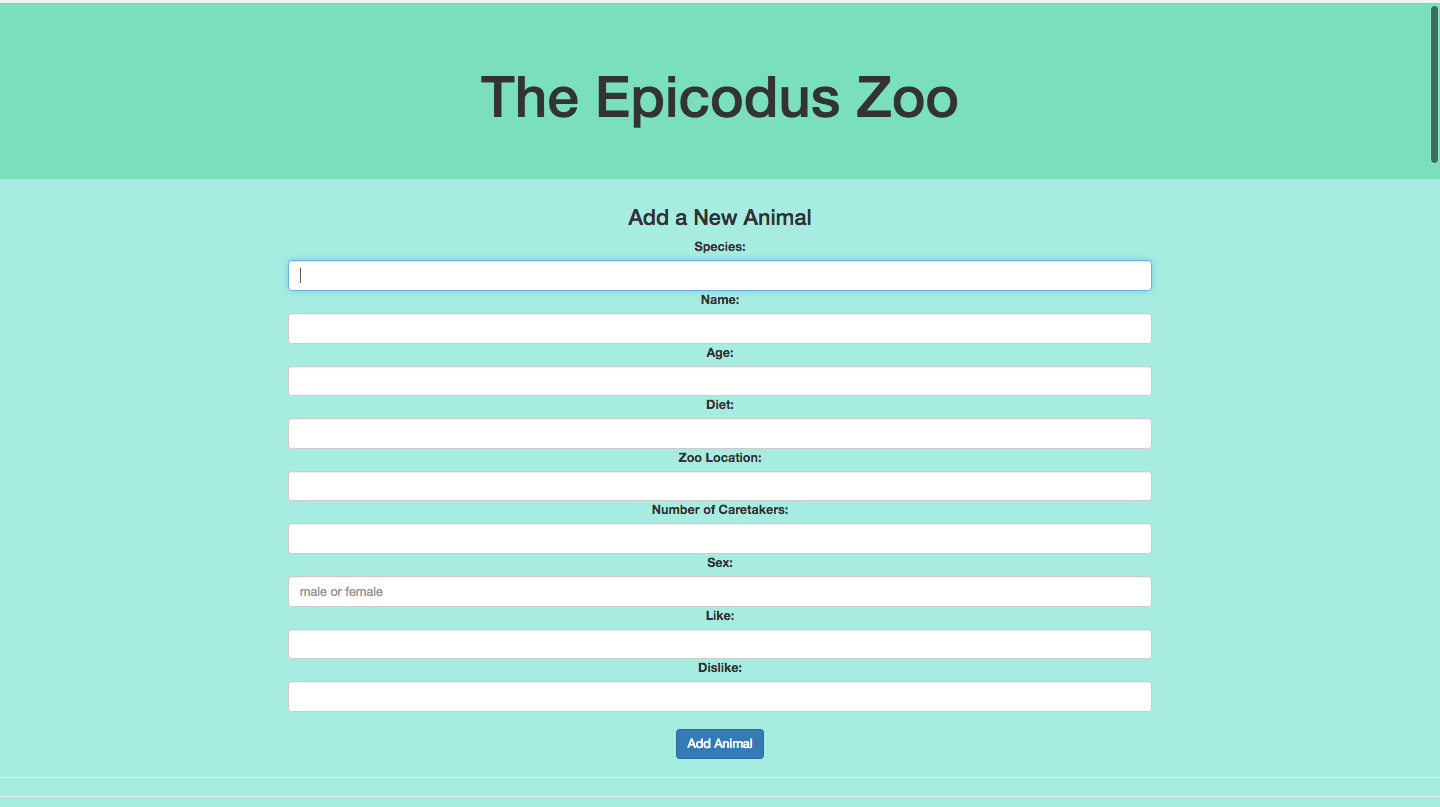 The Epicodus Zoo
Add a New Animal
Species:
Name:
Age:
Diet:
Zoo Location:
Number of Caretakers:
Sex:
male or female
Like:
Dislike:
Add Animal